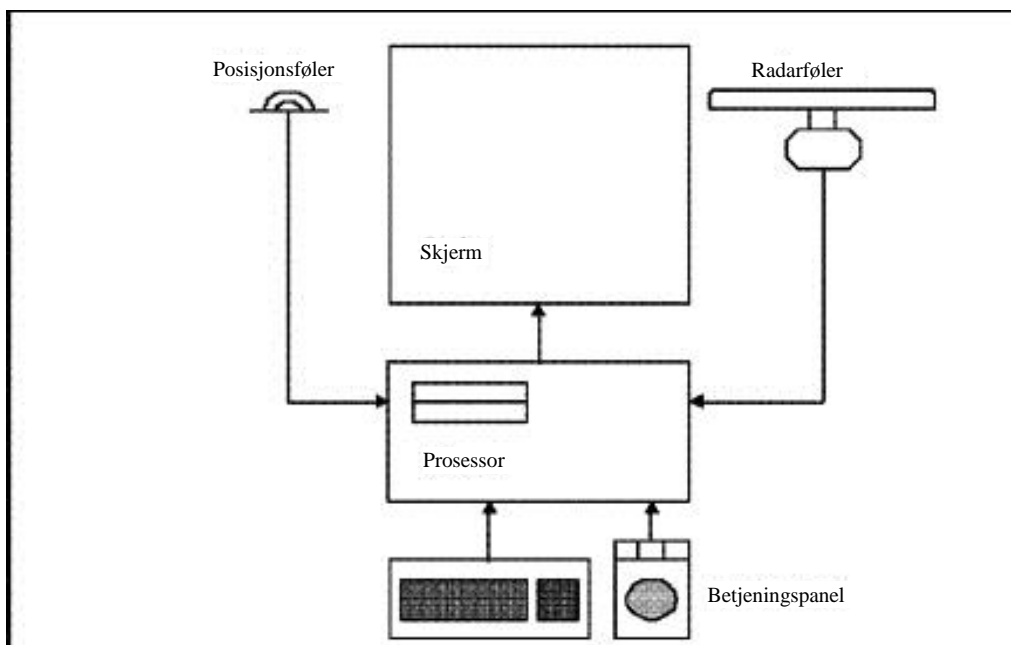 Posisjonsføler
Radarføler
Skjerm
Prosessor
Betjeningspanel